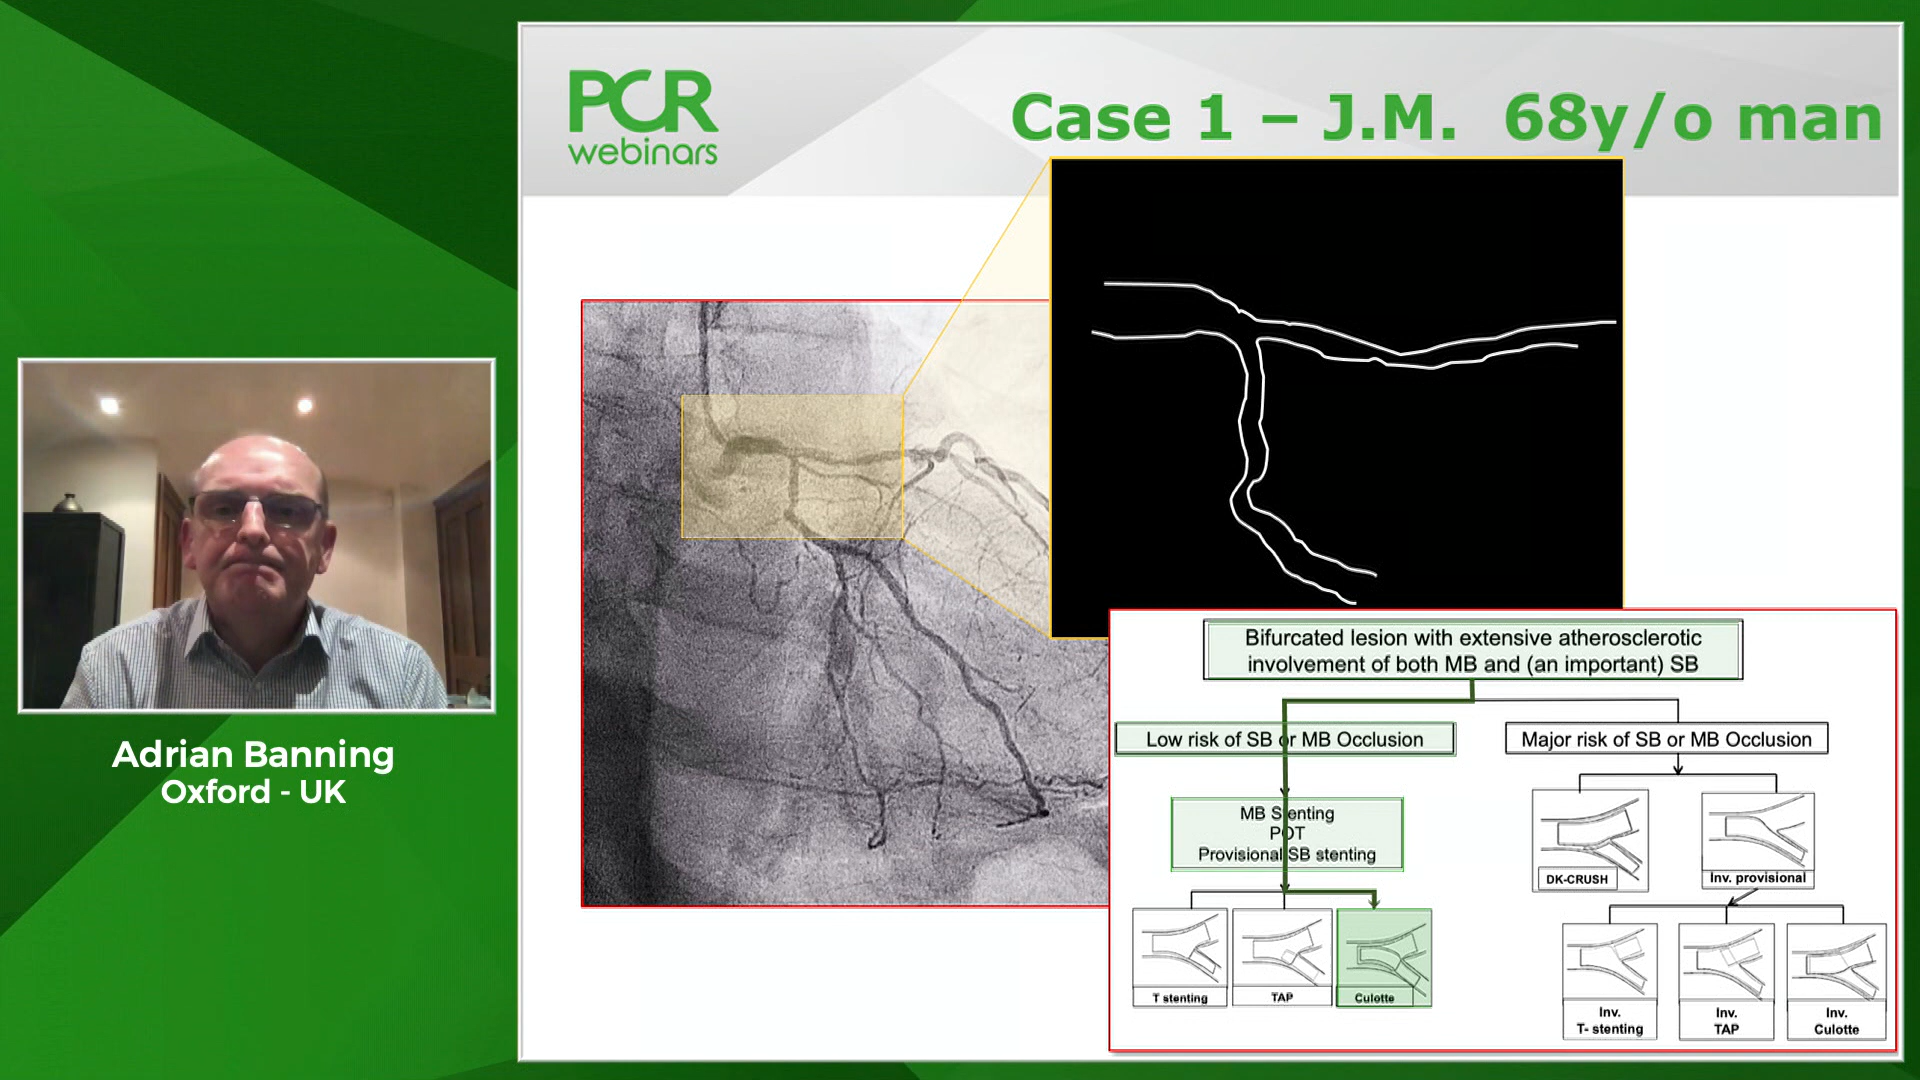 PCR
webinars
Case 1 – J.M. 68y/o man
Adrian Banning
Oxford - UK
Bifurcated lesion with extensive atherosclerotic
involvement of both MB and (an important) SB
Low risk of SB or MB Occlusion
Major risk of SB or MB Occlusion
MB Stenting
POT
Provisional SB stenting
DK-CRUSH
Inv. provisional
T stenting
TAP
Culotte
Inv.
T- stenting
Inv.
TAP
Inv.
Culotte